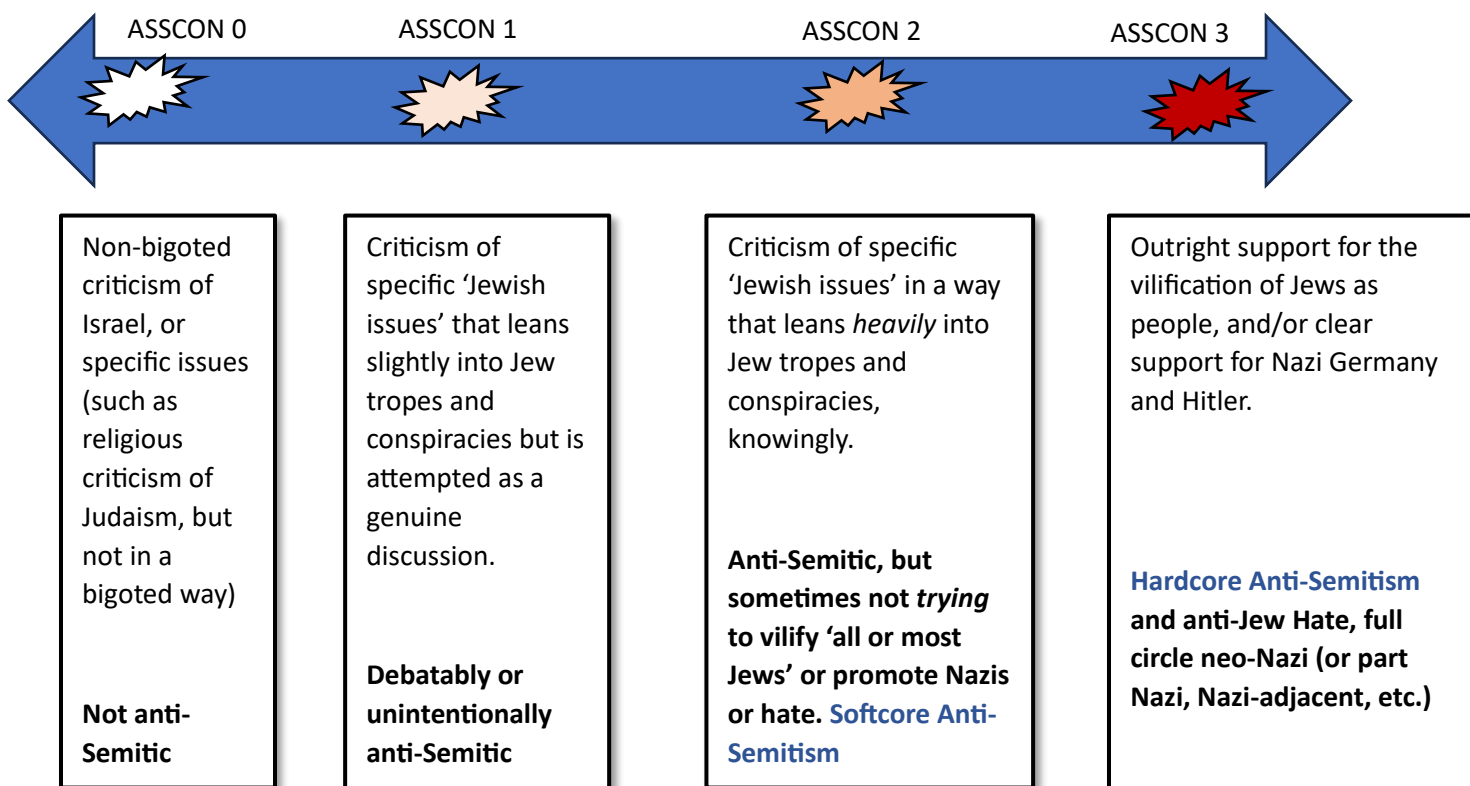 ASSCON 0
ASSCON 1
ASSCON 2
ASSCON 3
Non-bigoted
criticism of
Israel, or
specific issues
(such as
religious
criticism of
Judaism, but
not in a
bigoted way)
Not anti-
Semitic
Criticism of
specific ‘Jewish
issues’ that leans
slightly into Jew
tropes and
conspiracies but is
attempted as a
genuine
discussion.
Debatably or
unintentionally
anti-Semitic
Criticism of specific
‘Jewish issues’ in a way
that leans heavily into
Jew tropes and
conspiracies,
knowingly.
Anti-Semitic, but
sometimes not trying
to vilify ‘all or most
Jews’ or promote Nazis
or hate. Softcore Anti-
Semitism
Outright support for the
vilification of Jews as
people, and/or clear
support for Nazi Germany
and Hitler.
Hardcore Anti-Semitism
and anti-Jew Hate, full
circle neo-Nazi (or part
Nazi, Nazi-adjacent, etc.)